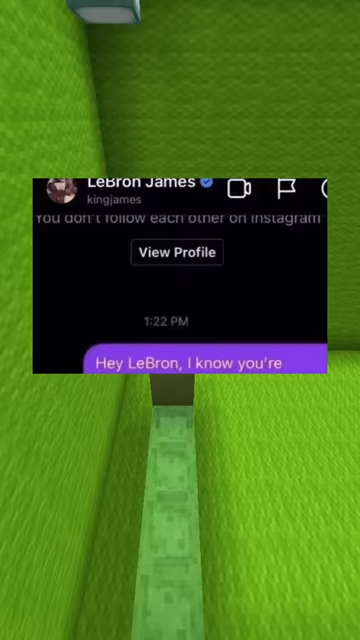 LeBron James
kingjames
You don't follow each other on Instagram
View Profile
1:22 PM
Hey LeBron, I know you're